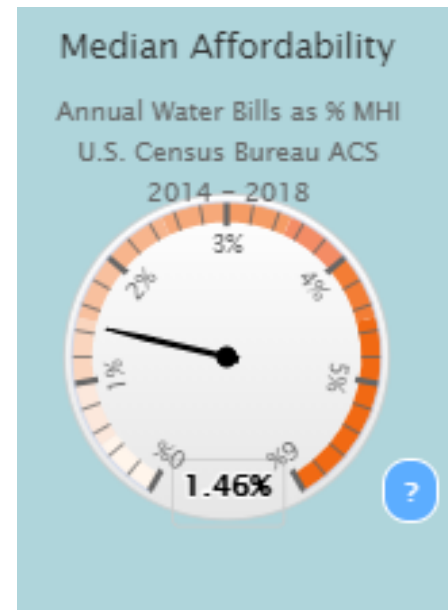 Median Affordability
Annual Water Bills as % MHI
U.S. Census Bureau ACS
2014 - 2018
0%
1%
2%
3%
4%
5%
6%
1.46%
?